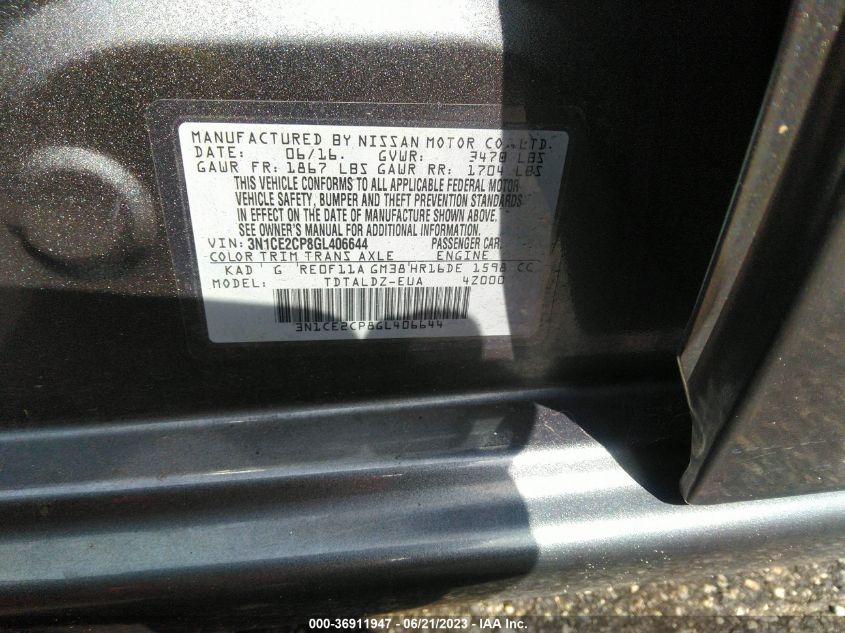 MANUFACTURED BY NISSAN MOTOR CO.,LTD.
DATE: 06/16. GVWR: 3478 LBS
GAWR FR: 1867 LBS GAWR RR: 1704 LBS
THIS VEHICLE CONFORMS TO ALL APPLICABLE FEDERAL MOTOR
VEHICLE SAFETY, BUMPER AND THEFT PREVENTION STANDARDS
IN EFFECT ON THE DATE OF MANUFACTURE SHOWN ABOVE.
SEE OWNER'S MANUAL FOR ADDITIONAL INFORMATION.
VIN: 3N1CE2CP8GL406644 PASSENGER CAR.
COLOR TRIM TRANS AXLE ENGINE
KAD G RE0F11A GM38 HR16DE 1598 CC
MODEL: TDTALDZ-EUA 42000
3N1CE2CP8GL406644
000-36911947 - 06/21/2023 - IAA Inc.